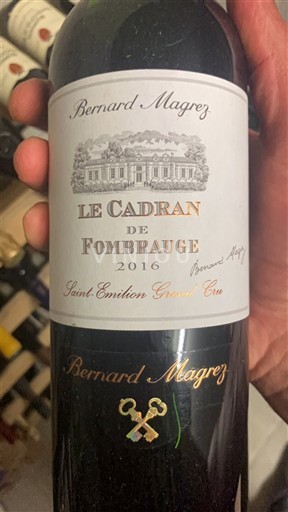 Bernard Magrez
LE CADRAN
DE
FOMBRAUGE
2016
Bernard Magrez
Saint-Emilion Grand Cru
Bernard Magrez